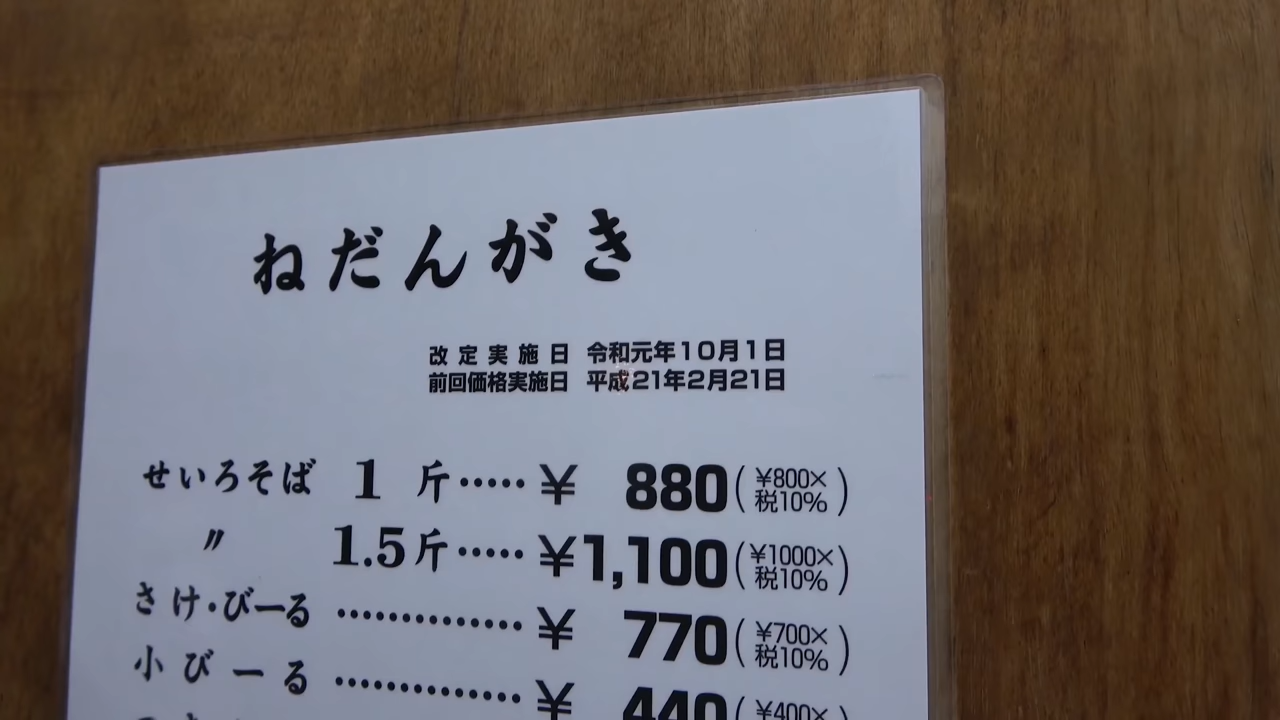 ねだんがき
改定実施日 令和元年10月1日
前回価格実施日 平成21年2月21日
せいろそば 1斤‥‥‥¥ 880(¥800×税10%)
〃 1.5斤‥‥‥¥1,100(¥1000×税10%)
さけ・びーる ‥‥‥‥‥‥‥¥ 770(¥700×税10%)
小びーる ‥‥‥‥‥‥‥¥ 440(¥400×